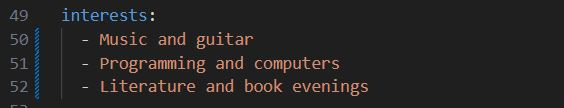 49 interests:
50 - Music and guitar
51 - Programming and computers
52 - Literature and book evenings